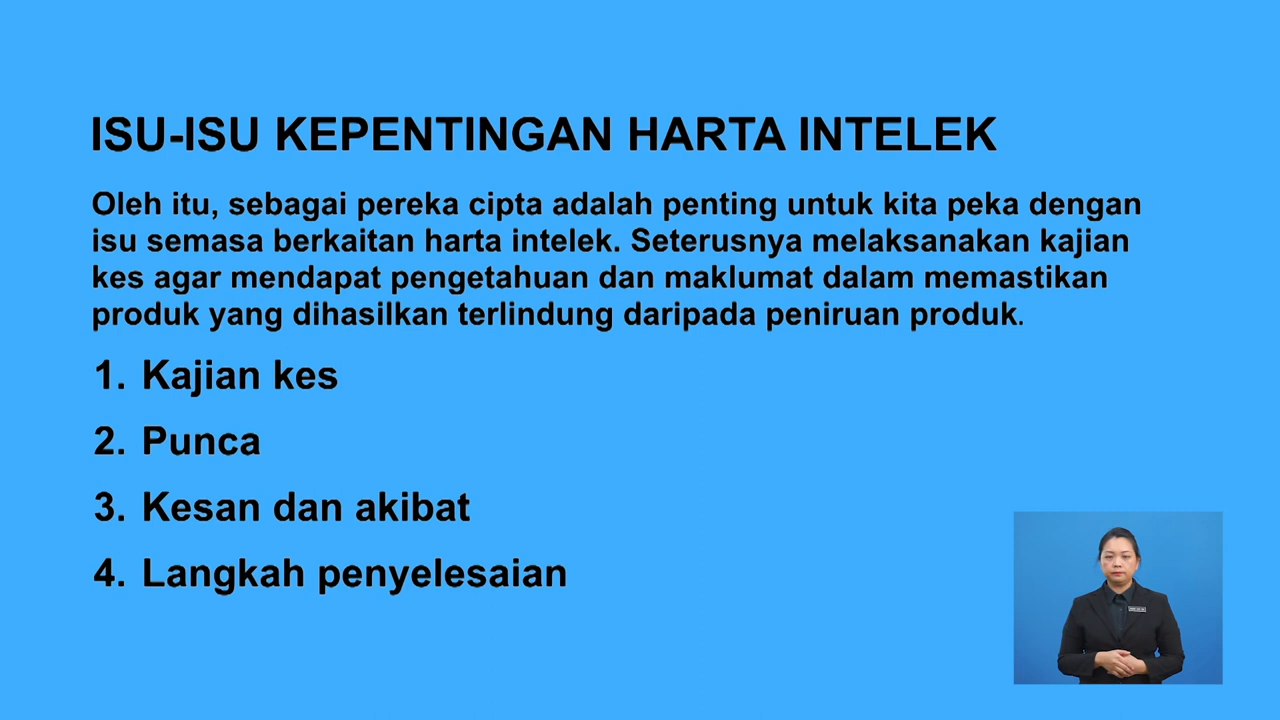 ISU-ISU KEPENTINGAN HARTA INTELEK
Oleh itu, sebagai pereka cipta adalah penting untuk kita peka dengan
isu semasa berkaitan harta intelek. Seterusnya melaksanakan kajian
kes agar mendapat pengetahuan dan maklumat dalam memastikan
produk yang dihasilkan terlindung daripada peniruan produk.
1. Kajian kes
2. Punca
3. Kesan dan akibat
4. Langkah penyelesaian